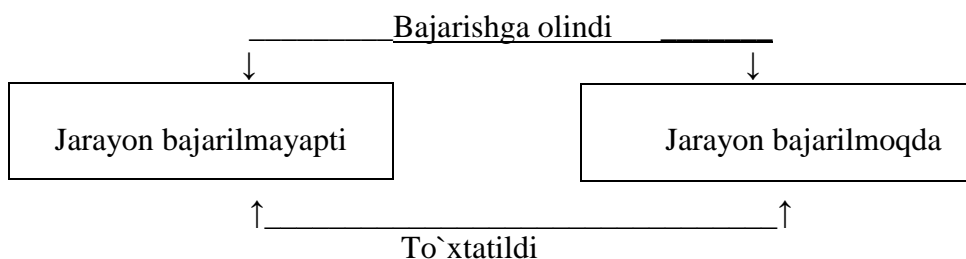 Bajarishga olindi
Jarayon bajarilmayapti
Jarayon bajarilmoqda
To`xtatildi